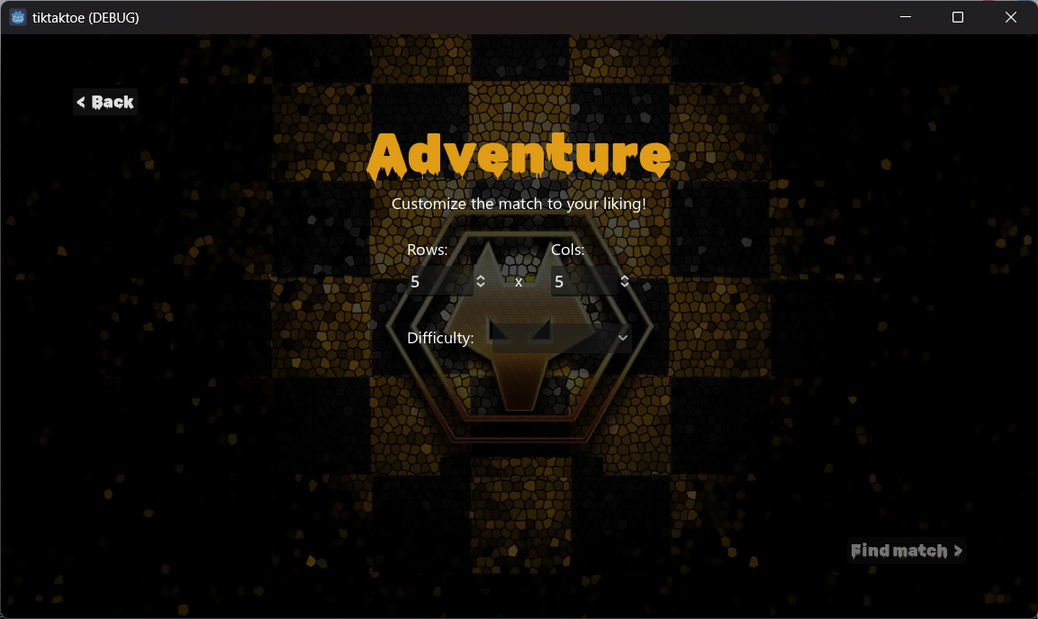 tiktaktoe (DEBUG)
< Back
Adventure
Customize the match to your liking!
Rows: Cols:
5 x 5
Difficulty:
Find match >